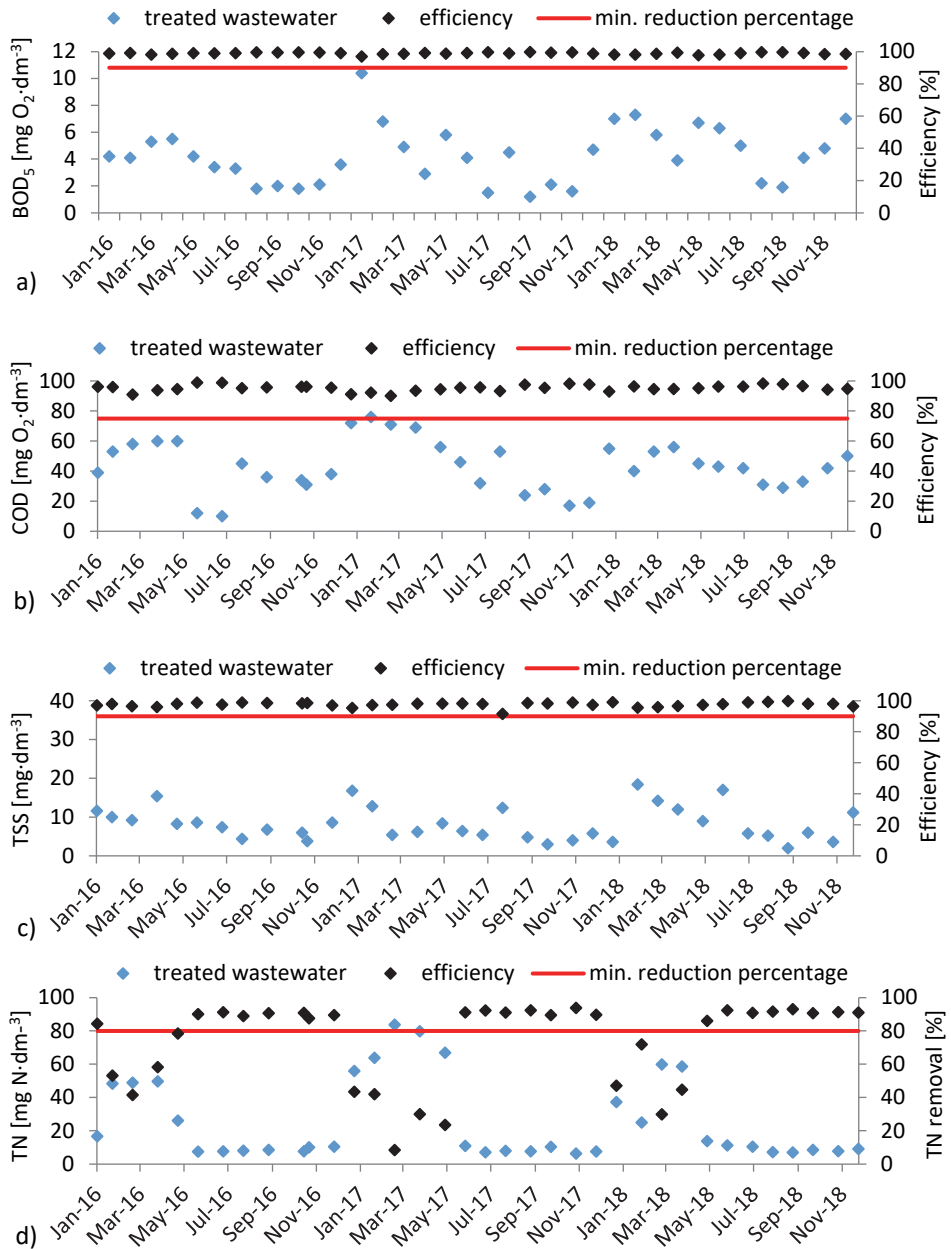 treated wastewater efficiency min. reduction percentage
BOD5 [mg O2·dm-3]
12
10
8
6
4
2
0
100
80
60
40
20
0
Efficiency [%]
Jan-16 Mar-16 May-16 Jul-16 Sep-16 Nov-16 Jan-17 Mar-17 May-17 Jul-17 Sep-17 Nov-17 Jan-18 Mar-18 May-18 Jul-18 Sep-18 Nov-18
a)
treated wastewater efficiency min. reduction percentage
COD [mg O2·dm-3]
100
80
60
40
20
0
100
80
60
40
20
0
Efficiency [%]
Jan-16 Mar-16 May-16 Jul-16 Sep-16 Nov-16 Jan-17 Mar-17 May-17 Jul-17 Sep-17 Nov-17 Jan-18 Mar-18 May-18 Jul-18 Sep-18 Nov-18
b)
treated wastewater efficiency min. reduction percentage
TSS [mg·dm-3]
40
30
20
10
0
100
80
60
40
20
0
Efficiency [%]
Jan-16 Mar-16 May-16 Jul-16 Sep-16 Nov-16 Jan-17 Mar-17 May-17 Jul-17 Sep-17 Nov-17 Jan-18 Mar-18 May-18 Jul-18 Sep-18 Nov-18
c)
treated wastewater efficiency min. reduction percentage
TN [mg N·dm-3]
100
80
60
40
20
0
100
80
60
40
20
0
TN removal [%]
Jan-16 Mar-16 May-16 Jul-16 Sep-16 Nov-16 Jan-17 Mar-17 May-17 Jul-17 Sep-17 Nov-17 Jan-18 Mar-18 May-18 Jul-18 Sep-18 Nov-18
d)